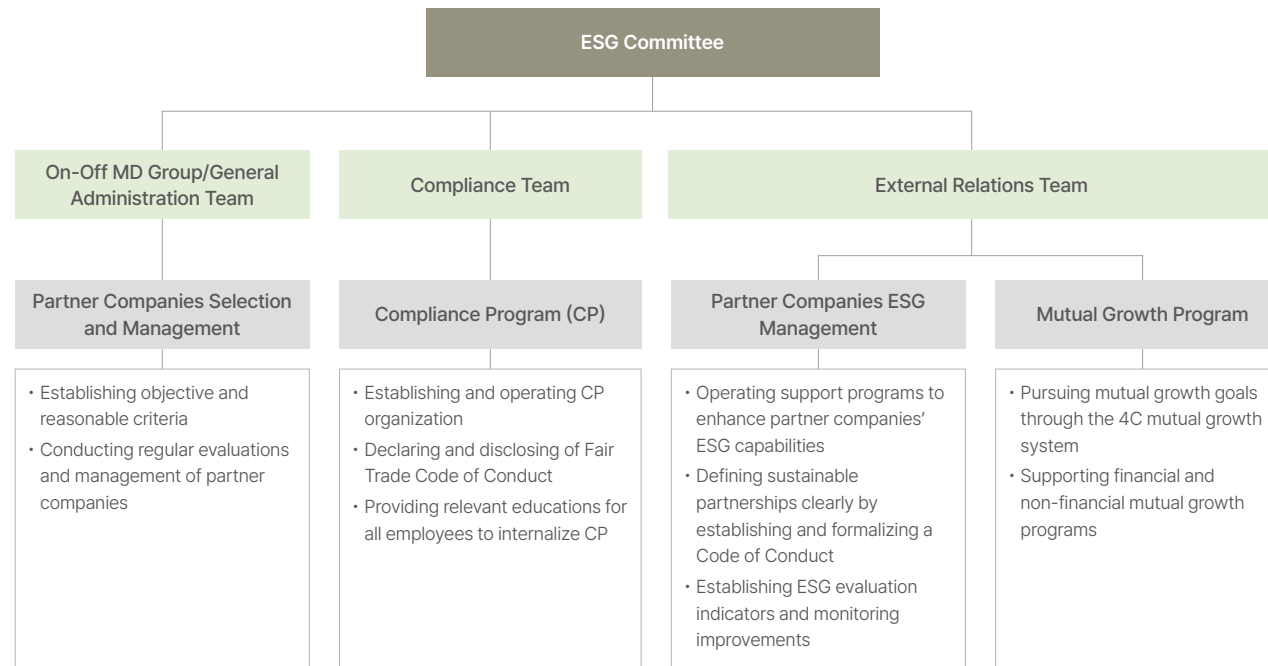 ESG Committee
On-Off MD Group/General
Administration Team
Compliance Team
External Relations Team
Partner Companies Selection
and Management
Compliance Program (CP)
Partner Companies ESG
Management
Mutual Growth Program
· Establishing objective and
reasonable criteria
· Conducting regular evaluations
and management of partner
companies
· Establishing and operating CP
organization
· Declaring and disclosing of Fair
Trade Code of Conduct
· Providing relevant educations for
all employees to internalize CP
· Operating support programs to
enhance partner companies’
ESG capabilities
· Defining sustainable
partnerships clearly by
establishing and formalizing a
Code of Conduct
· Establishing ESG evaluation
indicators and monitoring
improvements
· Pursuing mutual growth goals
through the 4C mutual growth
system
· Supporting financial and
non-financial mutual growth
programs